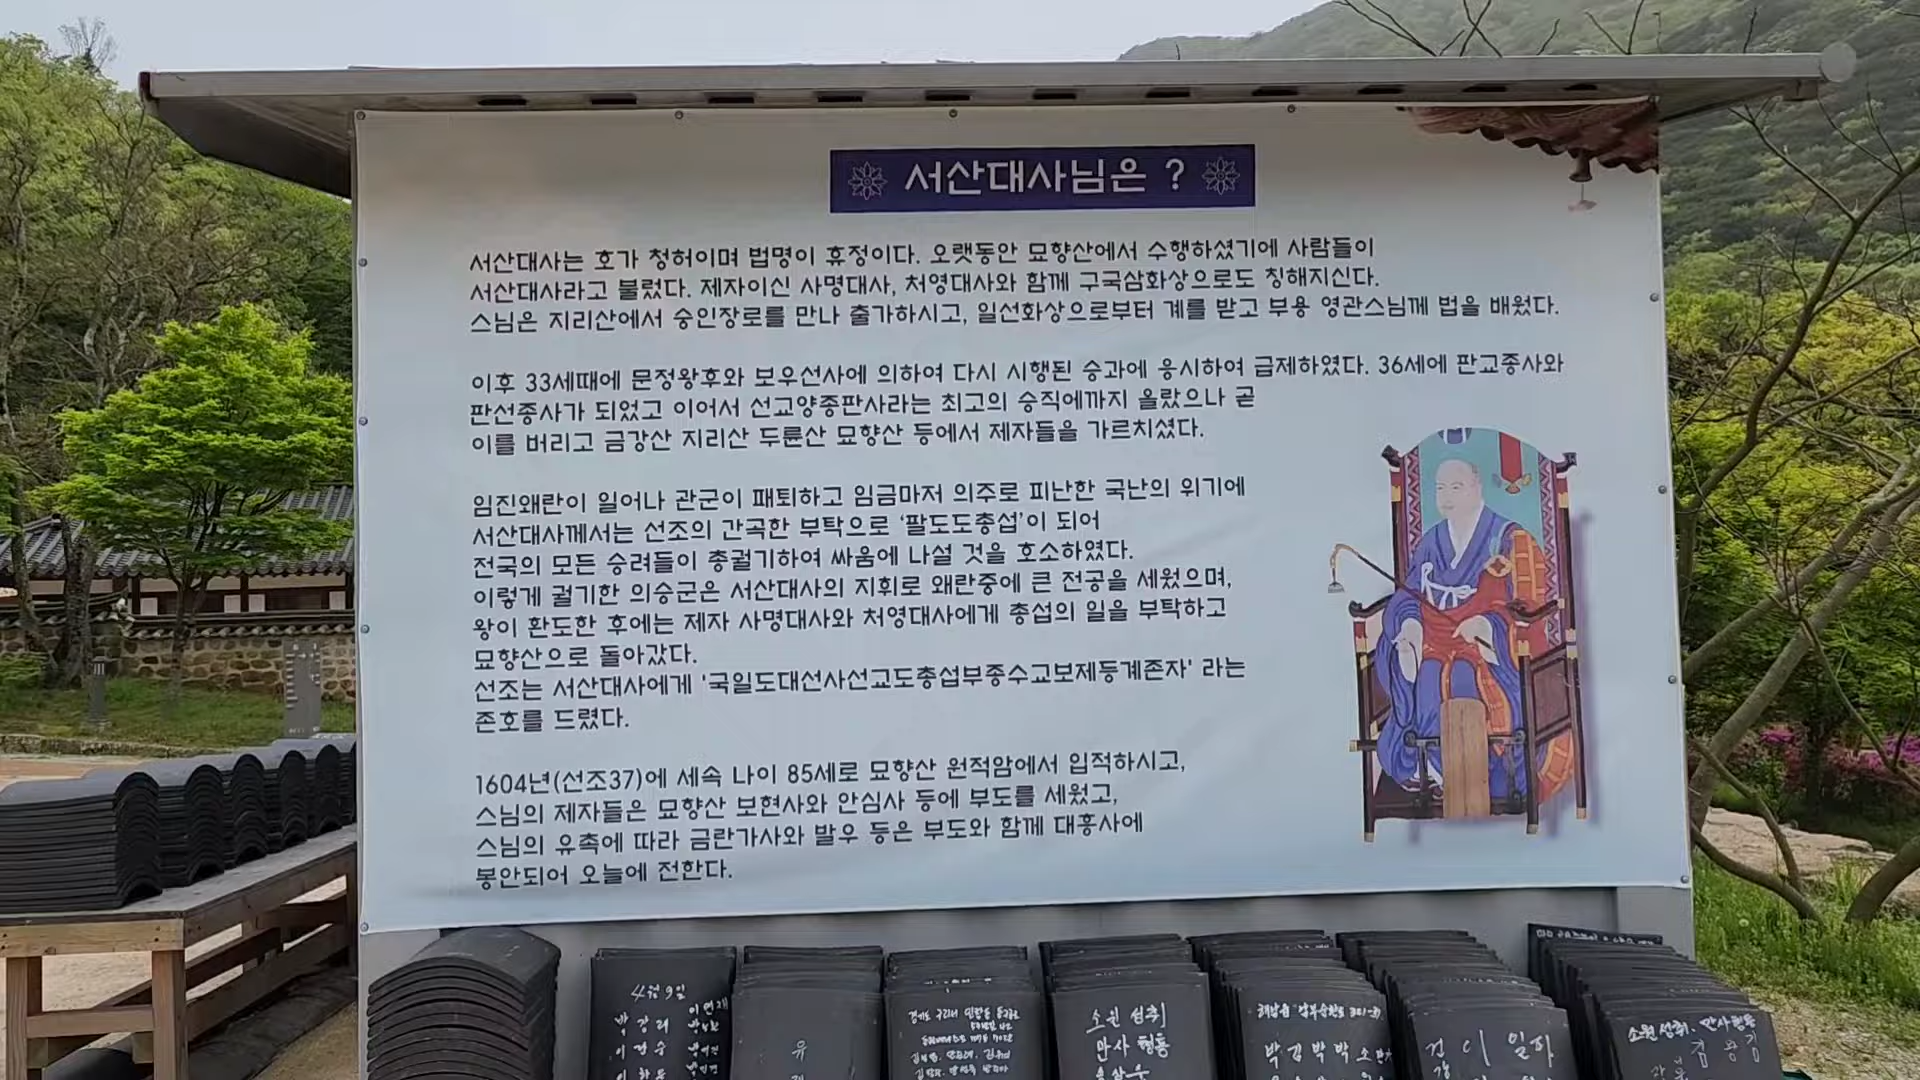 서산대사님은 ?
서산대사는 호가 청허이며 법명이 휴정이다. 오랫동안 묘향산에서 수행하셨기에 사람들이
서산대사라고 불렀다. 제자이신 사명대사, 처영대사와 함께 구국삼화상으로도 칭해지신다.
스님은 지리산에서 숭인장로를 만나 출가하시고, 일선화상으로부터 계를 받고 부용 영관스님께 법을 배웠다.
이후 33세때에 문정왕후와 보우선사에 의하여 다시 시행된 승과에 응시하여 급제하였다. 36세에 판교종사와
판선종사가 되었고 이어서 선교양종판사라는 최고의 승직에까지 올랐으나 곧
이를 버리고 금강산 지리산 두륜산 묘향산 등에서 제자들을 가르치셨다.
임진왜란이 일어나 관군이 패퇴하고 임금마저 의주로 피난한 국난의 위기에
서산대사께서는 선조의 간곡한 부탁으로 ‘팔도도총섭’이 되어
전국의 모든 승려들이 총궐기하여 싸움에 나설 것을 호소하였다.
이렇게 궐기한 의승군은 서산대사의 지휘로 왜란중에 큰 전공을 세웠으며,
왕이 환도한 후에는 제자 사명대사와 처영대사에게 총섭의 일을 부탁하고
묘향산으로 돌아갔다.
선조는 서산대사에게 '국일도대선사선교도총섭부종수교보제등계존자' 라는
존호를 드렸다.
1604년(선조37)에 세속 나이 85세로 묘향산 원적암에서 입적하시고,
스님의 제자들은 묘향산 보현사와 안심사 등에 부도를 세웠고,
스님의 유촉에 따라 금란가사와 발우 등은 부도와 함께 대흥사에
봉안되어 오늘에 전한다.
4월 9일
소원 성취
만사 형통
소원 성취. 만사형통